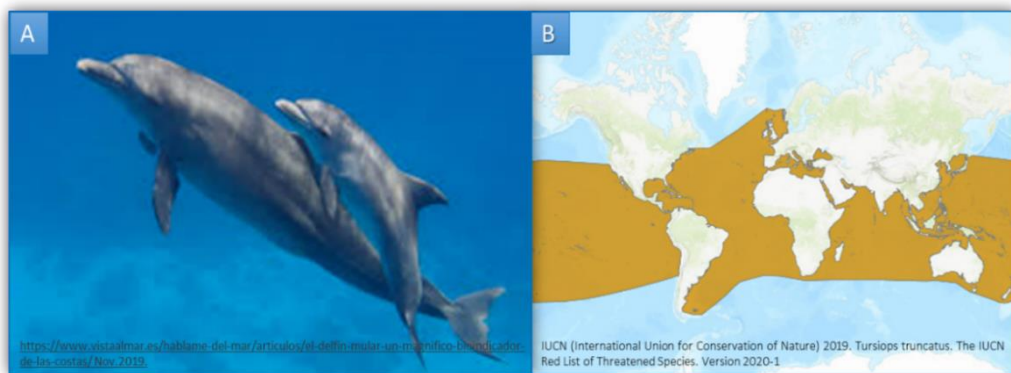 A
B
https://www.vistaalmar.es/hablame-del-mar/articulos/el-delfin-mular-un-magnifico-bioindicador-
de-las-costas/Nov.2019.
IUCN (International Union for Conservation of Nature) 2019. Tursiops truncatus. The IUCN
Red List of Threatened Species. Version 2020-1